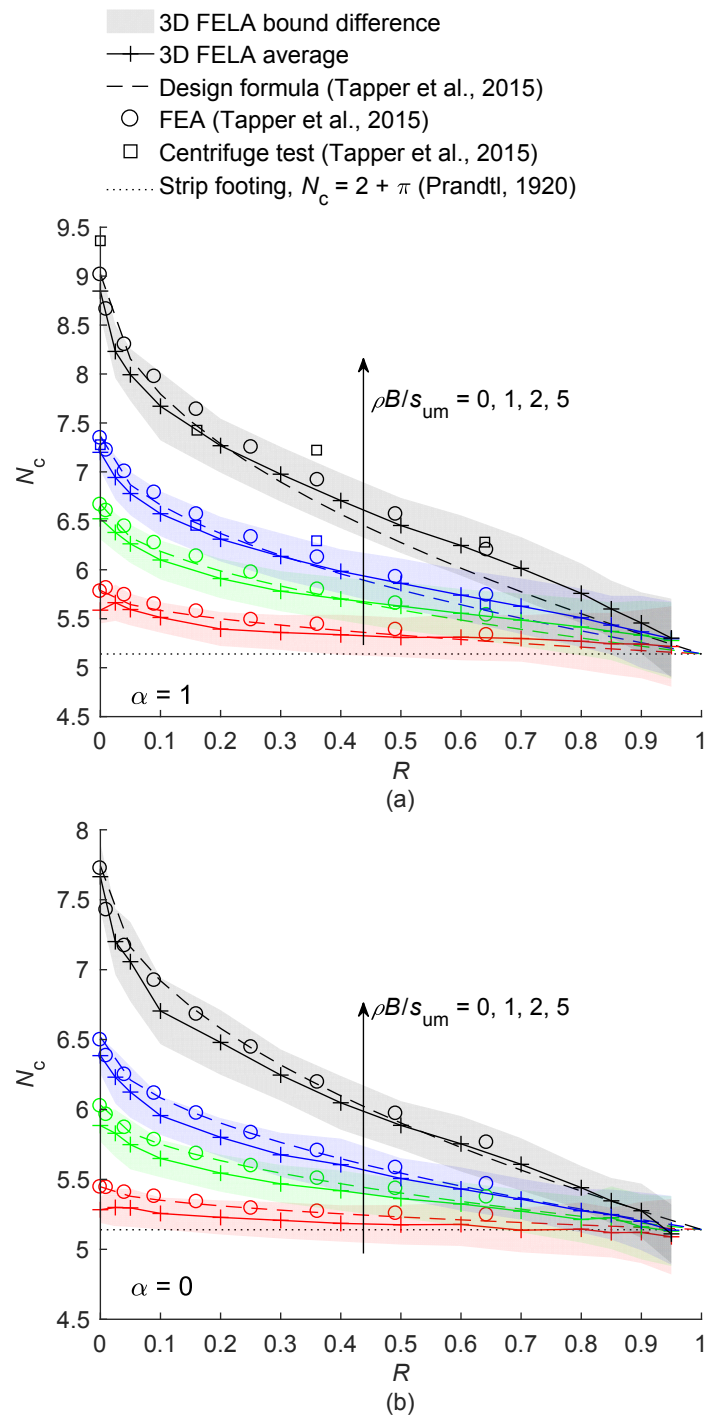 3D FELA bound difference
3D FELA average
Design formula (Tapper et al., 2015)
FEA (Tapper et al., 2015)
Centrifuge test (Tapper et al., 2015)
Strip footing, Nc = 2 + π (Prandtl, 1920)
9.5
9
8.5
8
7.5
7
6.5
6
5.5
5
4.5
Nc
ρB/sum = 0, 1, 2, 5
α = 1
0 0.1 0.2 0.3 0.4 0.5 0.6 0.7 0.8 0.9 1
R
(a)
8
7.5
7
6.5
6
5.5
5
4.5
Nc
ρB/sum = 0, 1, 2, 5
α = 0
0 0.1 0.2 0.3 0.4 0.5 0.6 0.7 0.8 0.9 1
R
(b)